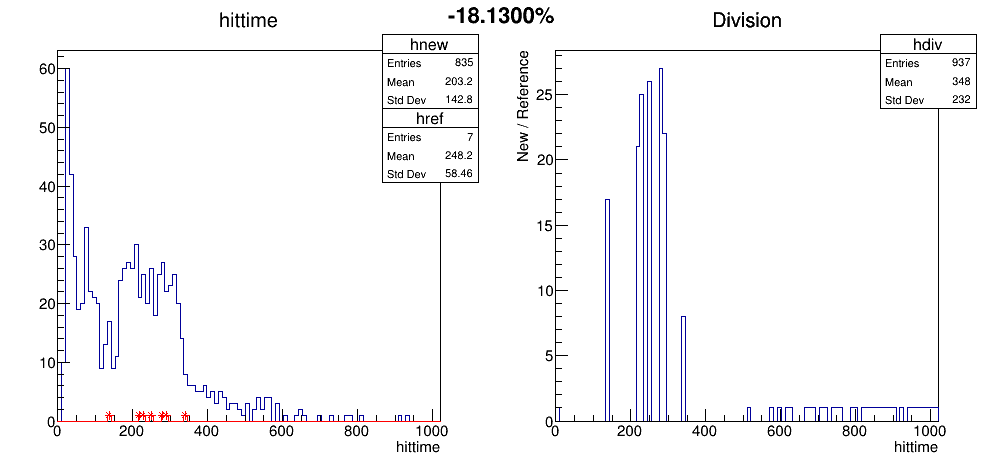 -18.1300%
hittime
hnew
Entries 835
Mean 203.2
Std Dev 142.8
href
Entries 7
Mean 248.2
Std Dev 58.46
60
50
40
30
20
10
0
0 200 400 600 800 1000
hittime
Division
hdiv
Entries 937
Mean 348
Std Dev 232
New / Reference
25
20
15
10
5
0
0 200 400 600 800 1000
hittime